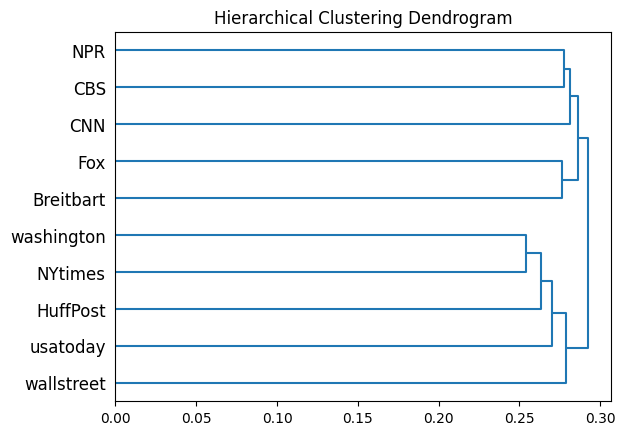 Hierarchical Clustering Dendrogram
NPR
CBS
CNN
Fox
Breitbart
washington
NYtimes
HuffPost
usatoday
wallstreet
0.00 0.05 0.10 0.15 0.20 0.25 0.30